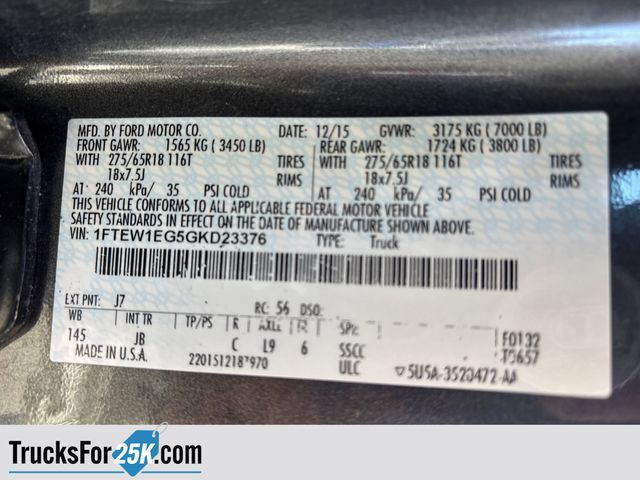 MFD. BY FORD MOTOR CO. DATE: 12/15 GVWR: 3175 KG ( 7000 LB)
FRONT GAWR: 1565 KG ( 3450 LB) REAR GAWR: 1724 KG ( 3800 LB)
WITH 275/65R18 116T TIRES WITH 275/65R18 116T TIRES
18x7.5J RIMS 18x7.5J RIMS
AT 240 kPa/ 35 PSI COLD AT 240 kPa/ 35 PSI COLD
THIS VEHICLE CONFORMS TO ALL APPLICABLE FEDERAL MOTOR VEHICLE
SAFETY STANDARDS IN EFFECT ON THE DATE OF MANUFACTURE SHOWN ABOVE.
VIN: 1FTEW1EG5GKD23376 TYPE: Truck
EXT PNT: J7 RC: 56 DSO:
WB INT TR TP/PS R AXLE TR SPR
145 JB C L9 6 SSCC F0132
MADE IN U.S.A. ULC
5U5A-3520472-AA
TrucksFor25K.com